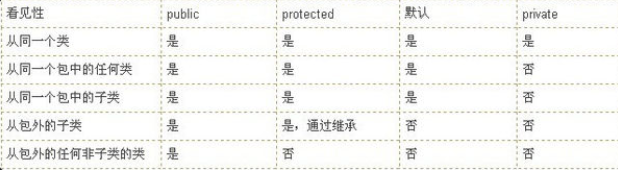 看见性 public protected 默认 private
从同一个类 是 是 是 是
从同一个包中的任何类 是 是 是 否
从同一个包中的子类 是 是 是 否
从包外的子类 是 是，通过继承 否 否
从包外的任何非子类的类 是 否 否 否